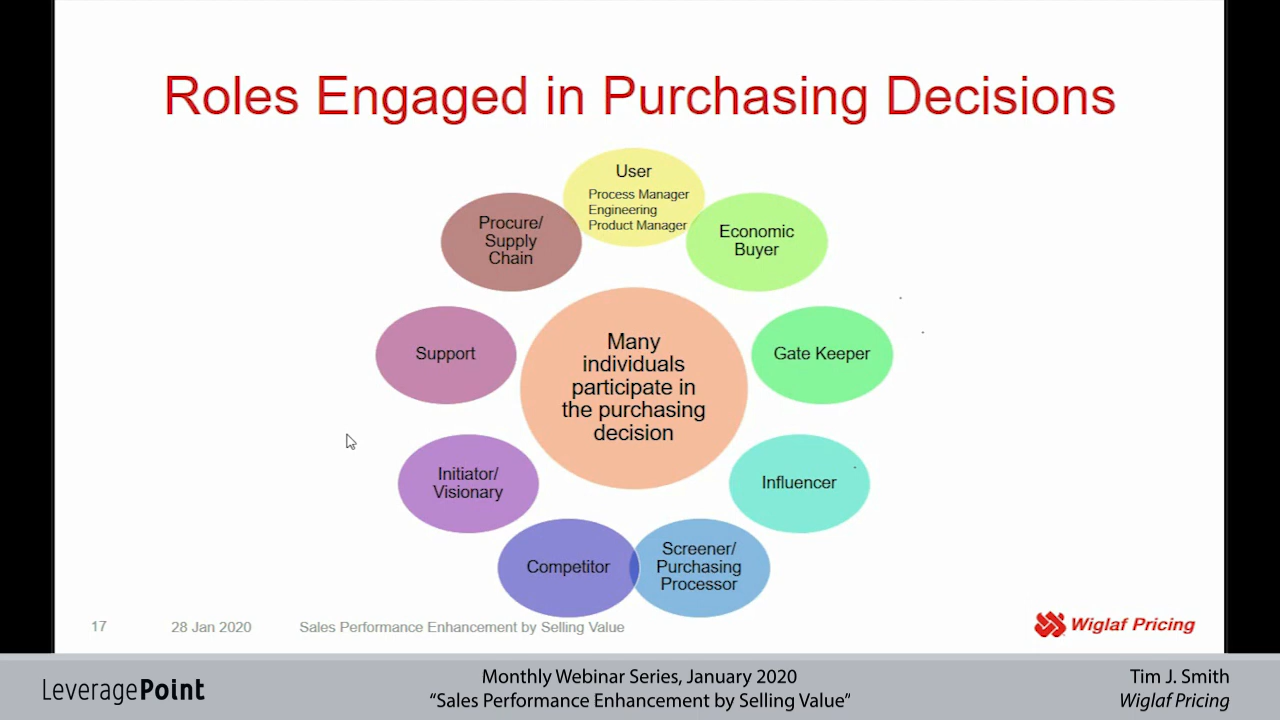 Roles Engaged in Purchasing Decisions
User
Process Manager
Engineering
Product Manager
Economic
Buyer
Gate Keeper
Influencer
Screener/
Purchasing
Processor
Competitor
Initiator/
Visionary
Support
Procure/
Supply
Chain
Many
individuals
participate in
the purchasing
decision
17
28 Jan 2020
Sales Performance Enhancement by Selling Value
Wiglaf Pricing
LeveragePoint
Monthly Webinar Series, January 2020
“Sales Performance Enhancement by Selling Value”
Tim J. Smith
Wiglaf Pricing